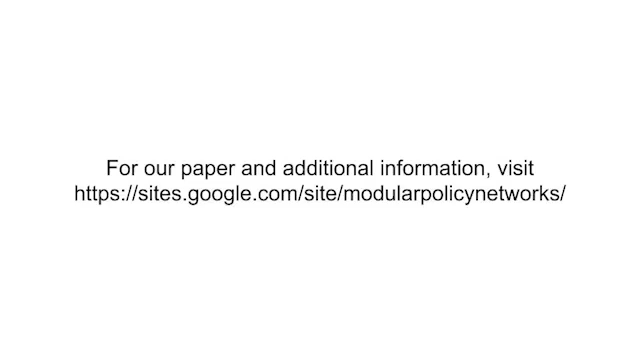 For our paper and additional information, visit
https://sites.google.com/site/modularpolicynetworks/